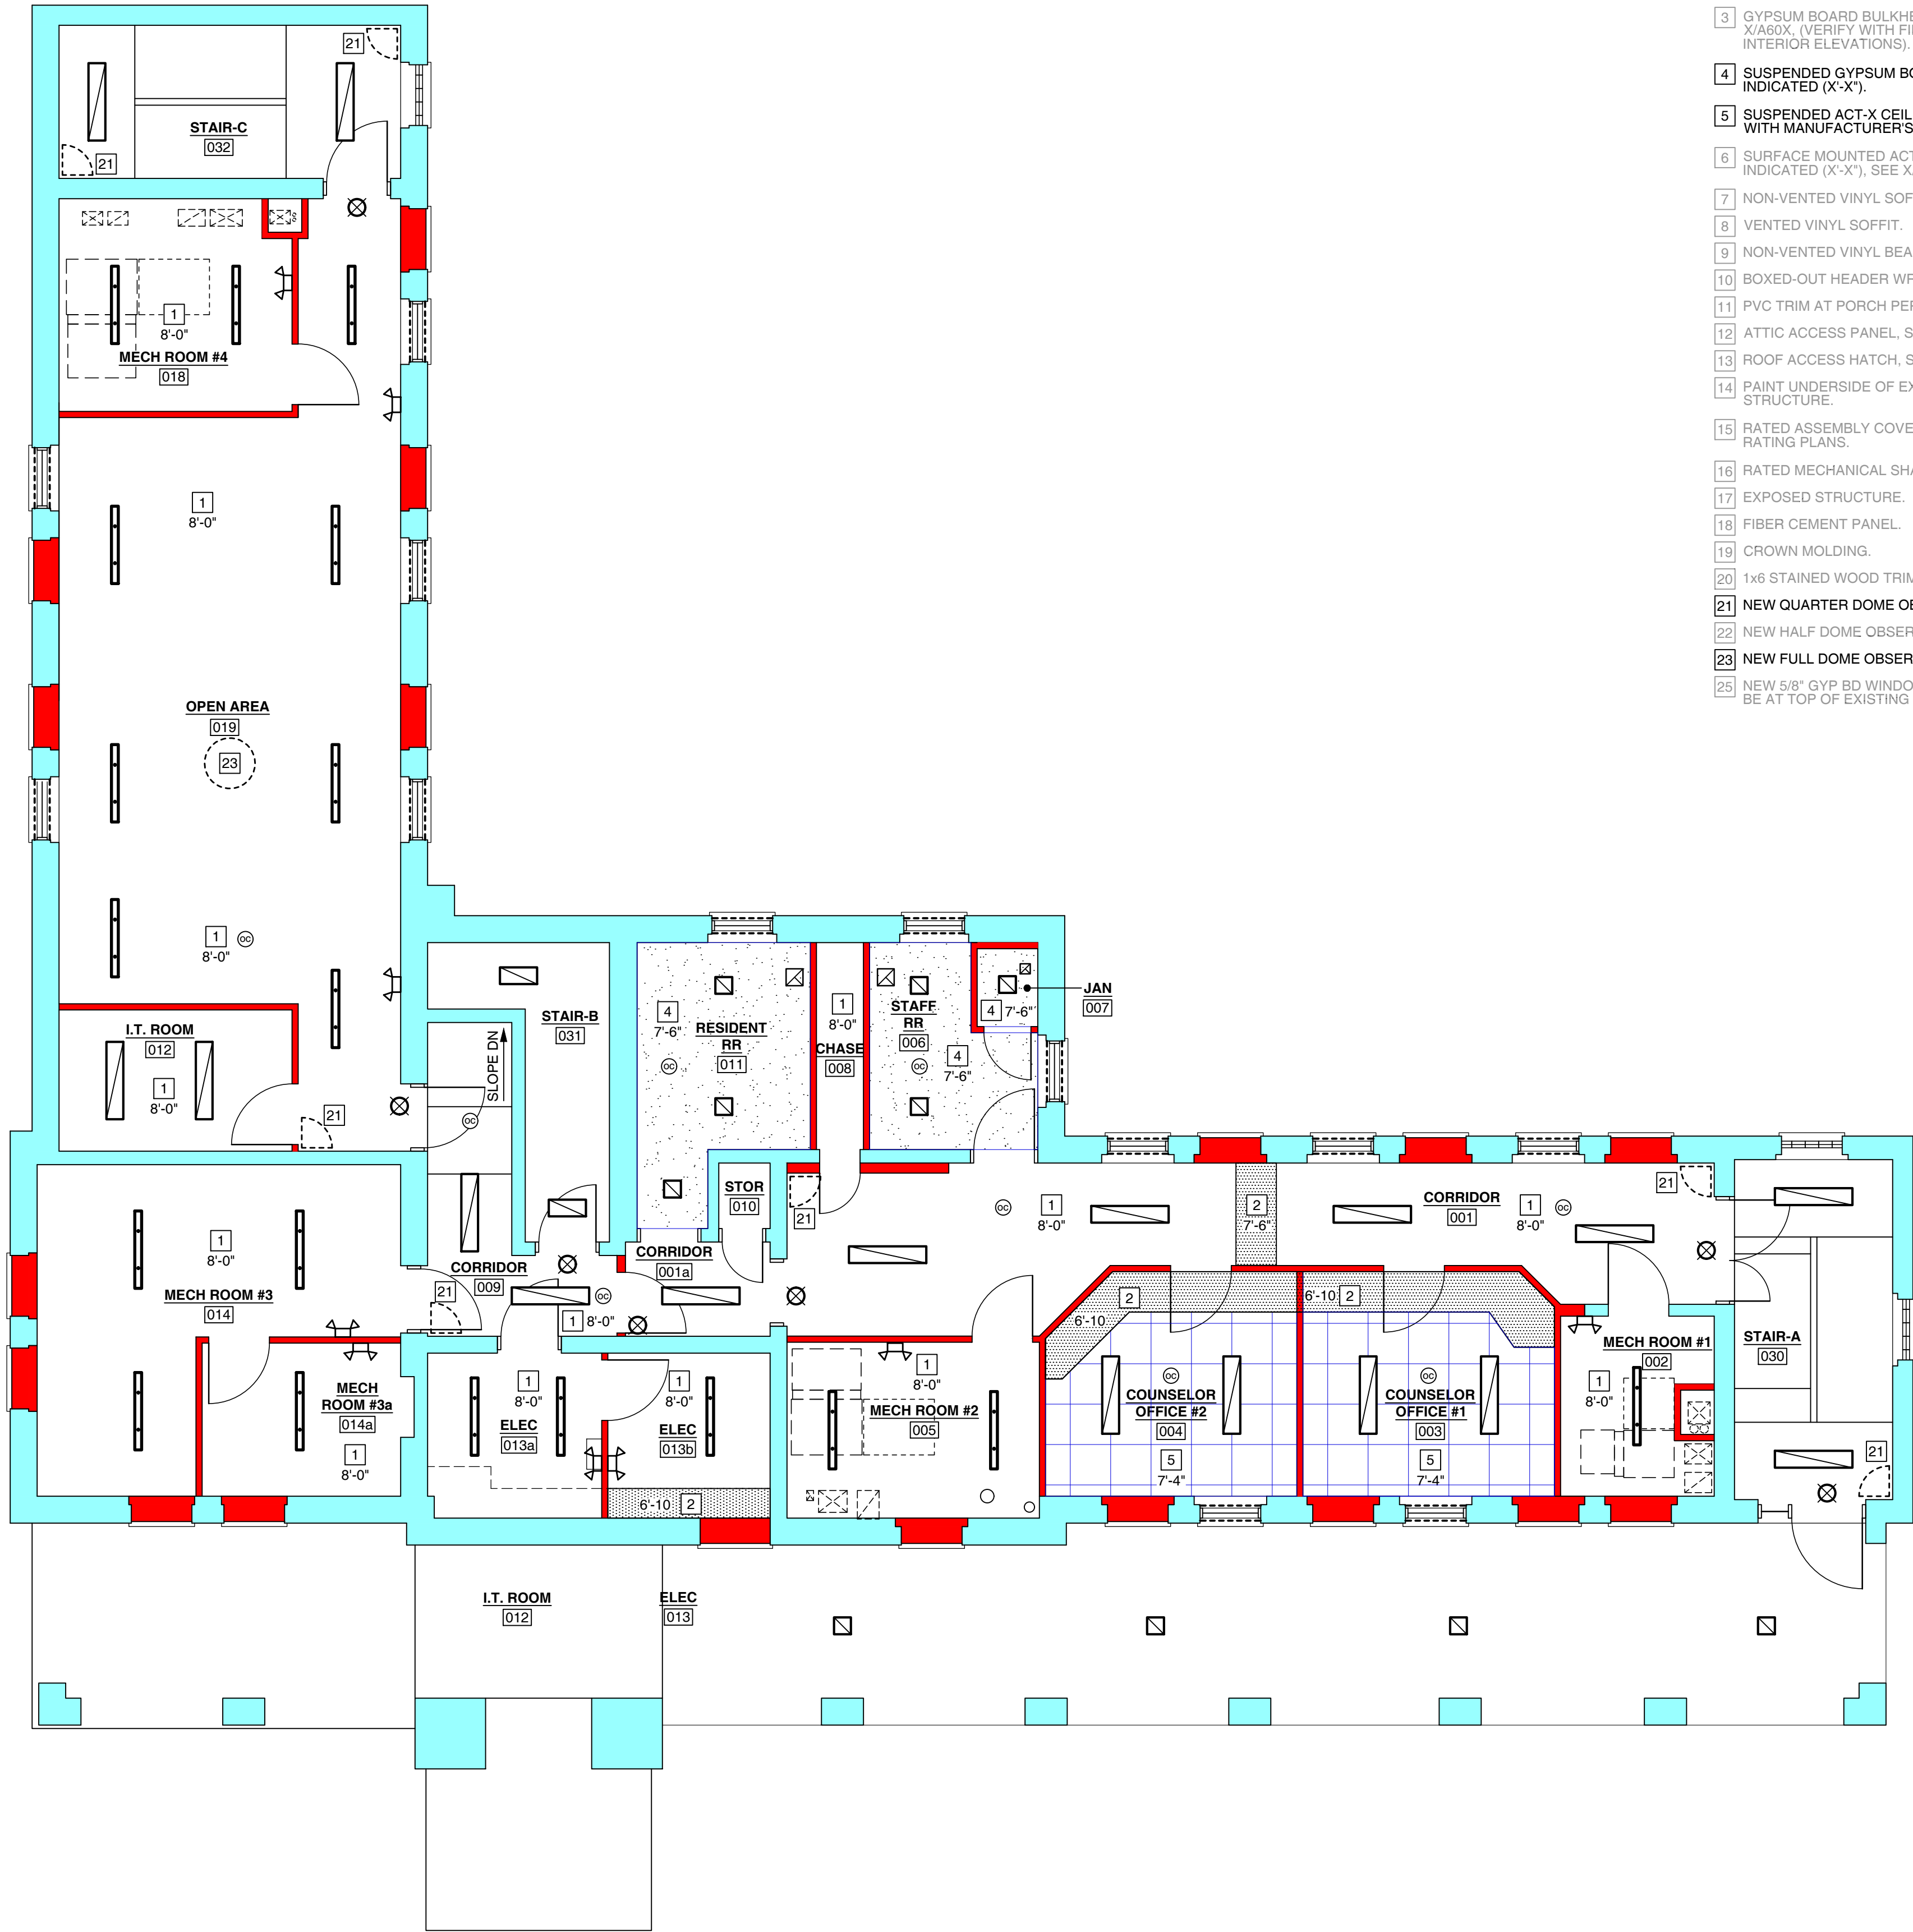 3 GYPSUM BOARD BULKHE
X/A60X, (VERIFY WITH FI
INTERIOR ELEVATIONS).
4 SUSPENDED GYPSUM BO
INDICATED (X'-X").
5 SUSPENDED ACT-X CEIL
WITH MANUFACTURER'S
6 SURFACE MOUNTED ACT
INDICATED (X'-X"), SEE X
7 NON-VENTED VINYL SOF
8 VENTED VINYL SOFFIT.
9 NON-VENTED VINYL BEA
10 BOXED-OUT HEADER WR
11 PVC TRIM AT PORCH PER
12 ATTIC ACCESS PANEL, S
13 ROOF ACCESS HATCH, S
14 PAINT UNDERSIDE OF EX
STRUCTURE.
15 RATED ASSEMBLY COVE
RATING PLANS.
16 RATED MECHANICAL SHA
17 EXPOSED STRUCTURE.
18 FIBER CEMENT PANEL.
19 CROWN MOLDING.
20 1x6 STAINED WOOD TRIM
21 NEW QUARTER DOME OB
22 NEW HALF DOME OBSER
23 NEW FULL DOME OBSER
25 NEW 5/8" GYP BD WINDO
BE AT TOP OF EXISTING
21
STAIR-C
032
21
S
1
8'-0"
MECH ROOM #4
018
1
8'-0"
OPEN AREA
019
23
1 OC
8'-0"
I.T. ROOM
012
1
8'-0"
21
SLOPE DN
OC
STAIR-B
031
4
7'-6"
RESIDENT
RR
011
OC
1
8'-0"
CHASE
008
STAFF
RR
006
OC
4
7'-6"
4 7'-6"
JAN
007
STOR
010
21
OC
1
8'-0"
2
7'-6"
CORRIDOR
001
1 OC
8'-0"
21
1
8'-0"
MECH ROOM #3
014
CORRIDOR
009
21
CORRIDOR
001a
OC
1 8'-0"
MECH
ROOM #3a
014a
1
8'-0"
1
8'-0"
ELEC
013a
1
8'-0"
ELEC
013b
6'-10 2
1
8'-0"
MECH ROOM #2
005
2
6'-10
OC
COUNSELOR
OFFICE #2
004
5
7'-4"
6'-10 2
OC
COUNSELOR
OFFICE #1
003
5
7'-4"
MECH ROOM #1
002
1
8'-0"
STAIR-A
030
21
I.T. ROOM
012
ELEC
013